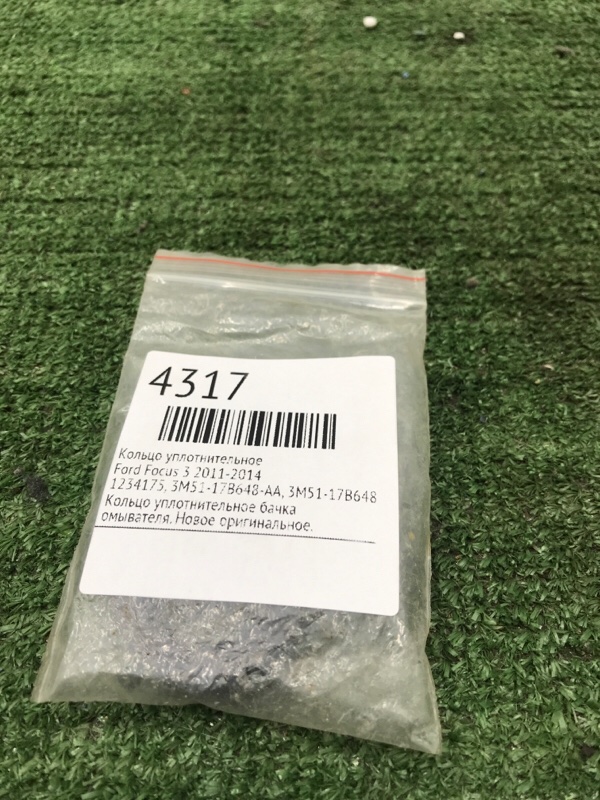 4317
Кольцо уплотнительное
Ford Focus 3 2011-2014
1234175, 3M51-17B648-AA, 3M51-17B648
Кольцо уплотнительное бачка
омывателя. Новое оригинальное.